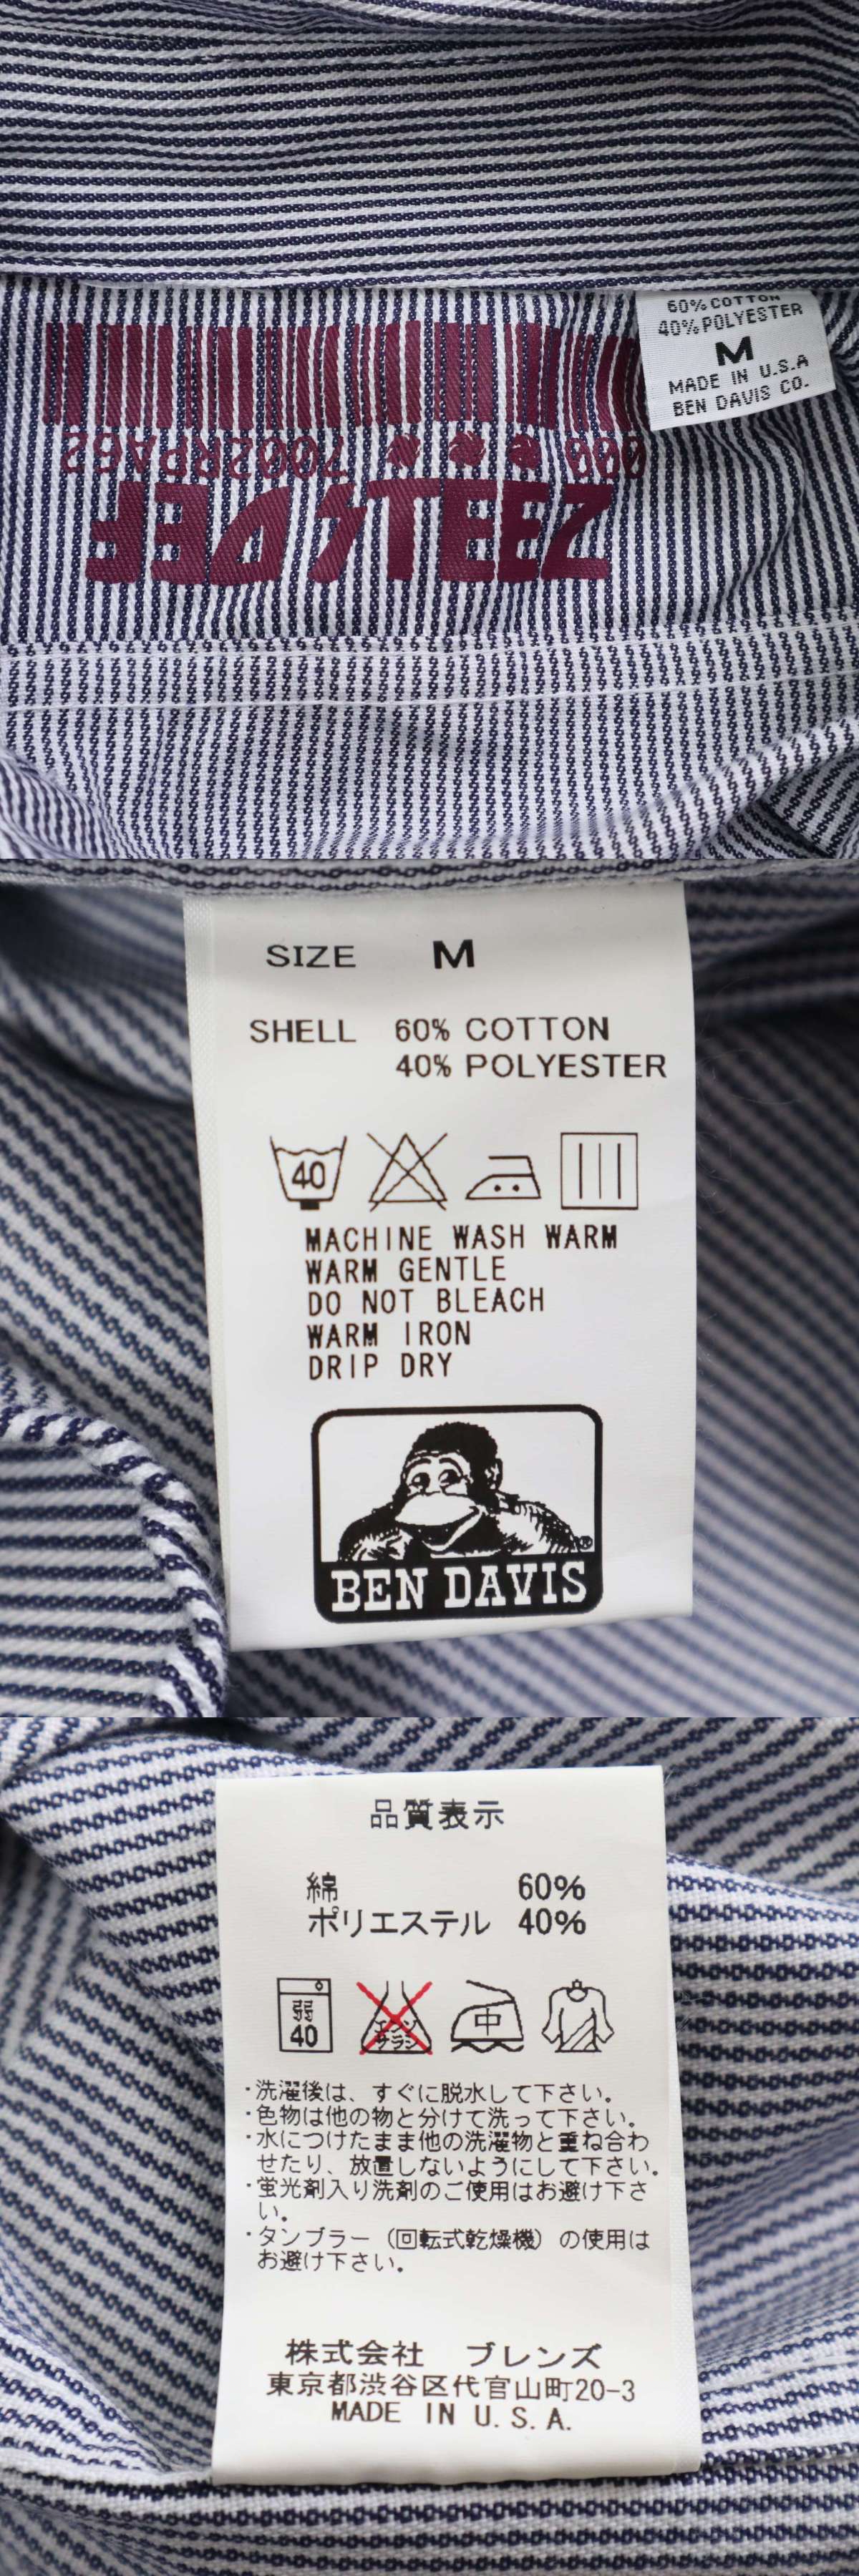 60% COTTON
40% POLYESTER
M
MADE IN U.S.A
BEN DAVIS CO.
SIZE M
SHELL 60% COTTON
40% POLYESTER
40
MACHINE WASH WARM
WARM GENTLE
DO NOT BLEACH
WARM IRON
DRIP DRY
BEN DAVIS
®
品質表示
綿 60%
ポリエステル 40%
弱
40
エンソ
サラシ
中
・洗濯後は、すぐに脱水して下さい。
・色物は他の物と分けて洗って下さい。
・水につけたまま他の洗濯物と重ね合わ
せたり、放置しないようにして下さい。
・蛍光剤入り洗剤のご使用はお避け下さ
い。
・タンブラー（回転式乾燥機）の使用は
お避け下さい。
株式会社 ブレンズ
東京都渋谷区代官山町20-3
MADE IN U.S.A.